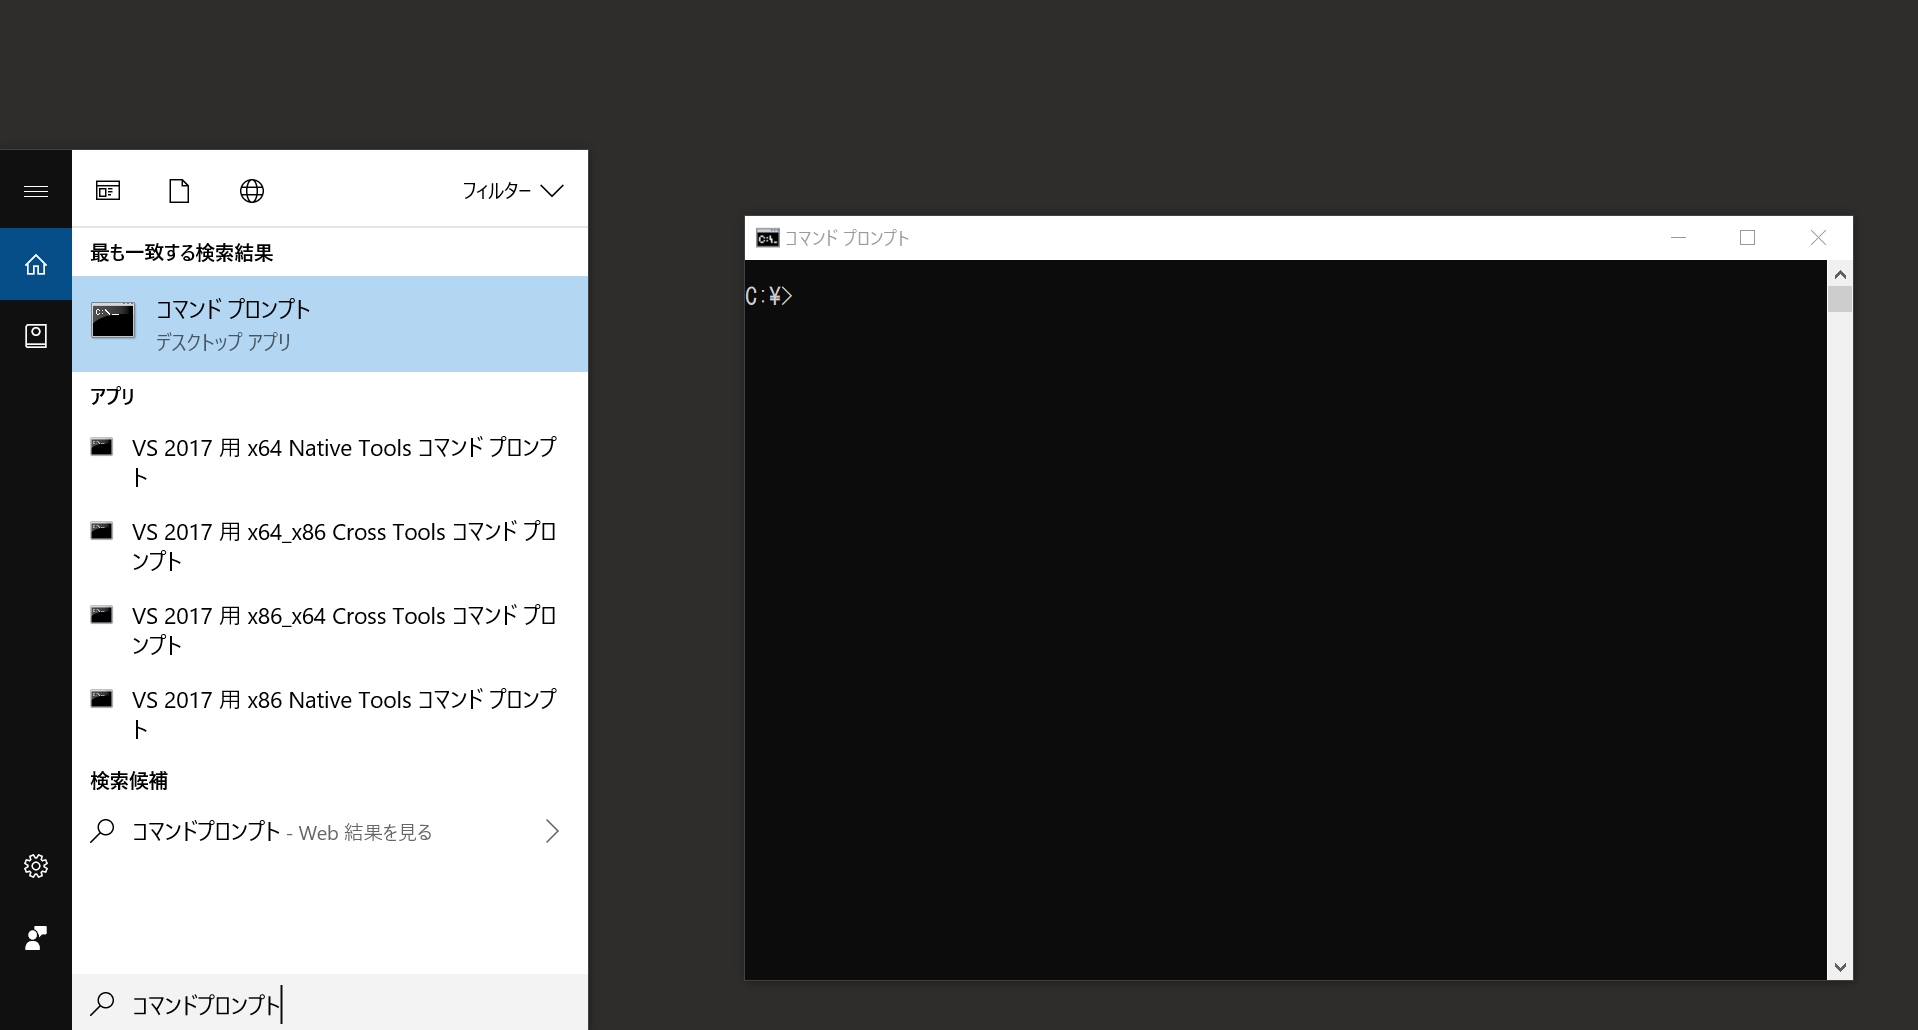 フィルター
最も一致する検索結果
コマンド プロンプト
デスクトップ アプリ
アプリ
VS 2017 用 x64 Native Tools コマンド プロンプ
ト
VS 2017 用 x64_x86 Cross Tools コマンド プロ
ンプト
VS 2017 用 x86_x64 Cross Tools コマンド プロ
ンプト
VS 2017 用 x86 Native Tools コマンド プロンプ
ト
検索候補
コマンドプロンプト - Web 結果を見る
コマンドプロンプト
コマンド プロンプト
C:¥>